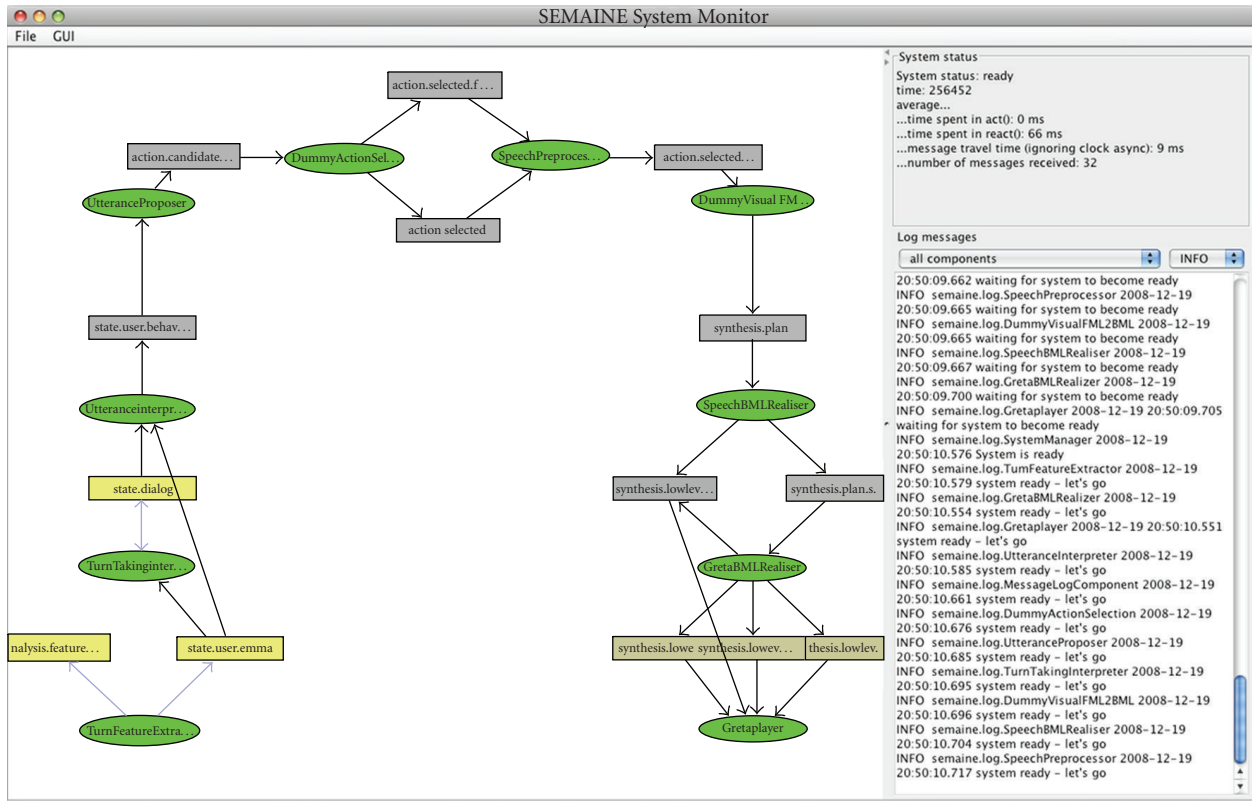 SEMAINE System Monitor
File GUI
action.selected.f . . .
action.candidate. . .
DummyActionSel. . .
SpeechPreproces. . .
action.selected. . .
UtteranceProposer
DummyVisual FM . .
action selected
state.user.behav. . .
synthesis.plan
Utteranceinterpr. . .
SpeechBMLRealiser
state.dialog
synthesis.lowlev. . .
synthesis.plan.s.
TurnTakinginter. . .
GretaBMLRealiser
nalysis.feature. . .
state.user.emma
synthesis.lowe
synthesis.lowev. . .
thesis.lowlev.
TurnFeatureExtra. . .
Gretaplayer
System status
System status: ready
time: 256452
average...
...time spent in act(): 0 ms
...time spent in react(): 66 ms
...message travel time (ignoring clock async): 9 ms
...number of messages received: 32
Log messages
all components
INFO
20:50:09.662 waiting for system to become ready
INFO semaine.log.SpeechPreprocessor 2008-12-19
20:50:09.665 waiting for system to become ready
INFO semaine.log.DummyVisualFML2BML 2008-12-19
20:50:09.665 waiting for system to become ready
INFO semaine.log.SpeechBMLRealiser 2008-12-19
20:50:09.667 waiting for system to become ready
INFO semaine.log.GretaBMLRealizer 2008-12-19
20:50:09.700 waiting for system to become ready
INFO semaine.log.Gretaplayer 2008-12-19 20:50:09.705
waiting for system to become ready
INFO semaine.log.SystemManager 2008-12-19
20:50:10.576 System is ready
INFO semaine.log.TumFeatureExtractor 2008-12-19
20:50:10.579 system ready - let's go
INFO semaine.log.GretaBMLRealizer 2008-12-19
20:50:10.554 system ready - let's go
INFO semaine.log.Gretaplayer 2008-12-19 20:50:10.551
system ready - let's go
INFO semaine.log.UtteranceInterpreter 2008-12-19
20:50:10.585 system ready - let's go
INFO semaine.log.MessageLogComponent 2008-12-19
20:50:10.661 system ready - let's go
INFO semaine.log.DummyActionSelection 2008-12-19
20:50:10.676 system ready - let's go
INFO semaine.log.UtteranceProposer 2008-12-19
20:50:10.685 system ready - let's go
INFO semaine.log.TurnTakingInterpreter 2008-12-19
20:50:10.695 system ready - let's go
INFO semaine.log.DummyVisualFML2BML 2008-12-19
20:50:10.696 system ready - let's go
INFO semaine.log.SpeechBMLRealiser 2008-12-19
20:50:10.704 system ready - let's go
INFO semaine.log.SpeechPreprocessor 2008-12-19
20:50:10.717 system ready - let's go